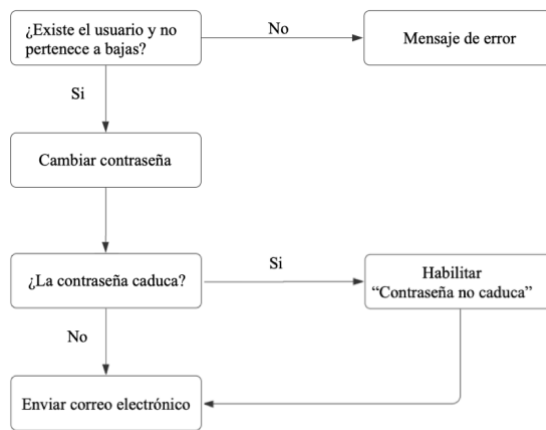 ¿Existe el usuario y no
pertenece a bajas?
No
Mensaje de error
Si
Cambiar contraseña
¿La contraseña caduca?
Si
Habilitar
“Contraseña no caduca”
No
Enviar correo electrónico